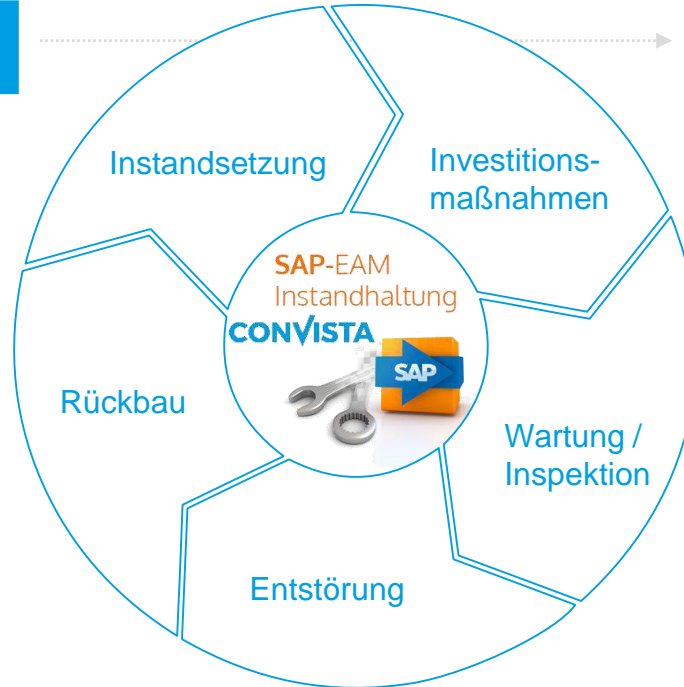 Instandsetzung
Investitions-
maßnahmen
SAP-EAM
Instandhaltung
CONVISTA
SAP
Rückbau
Wartung /
Inspektion
Entstörung